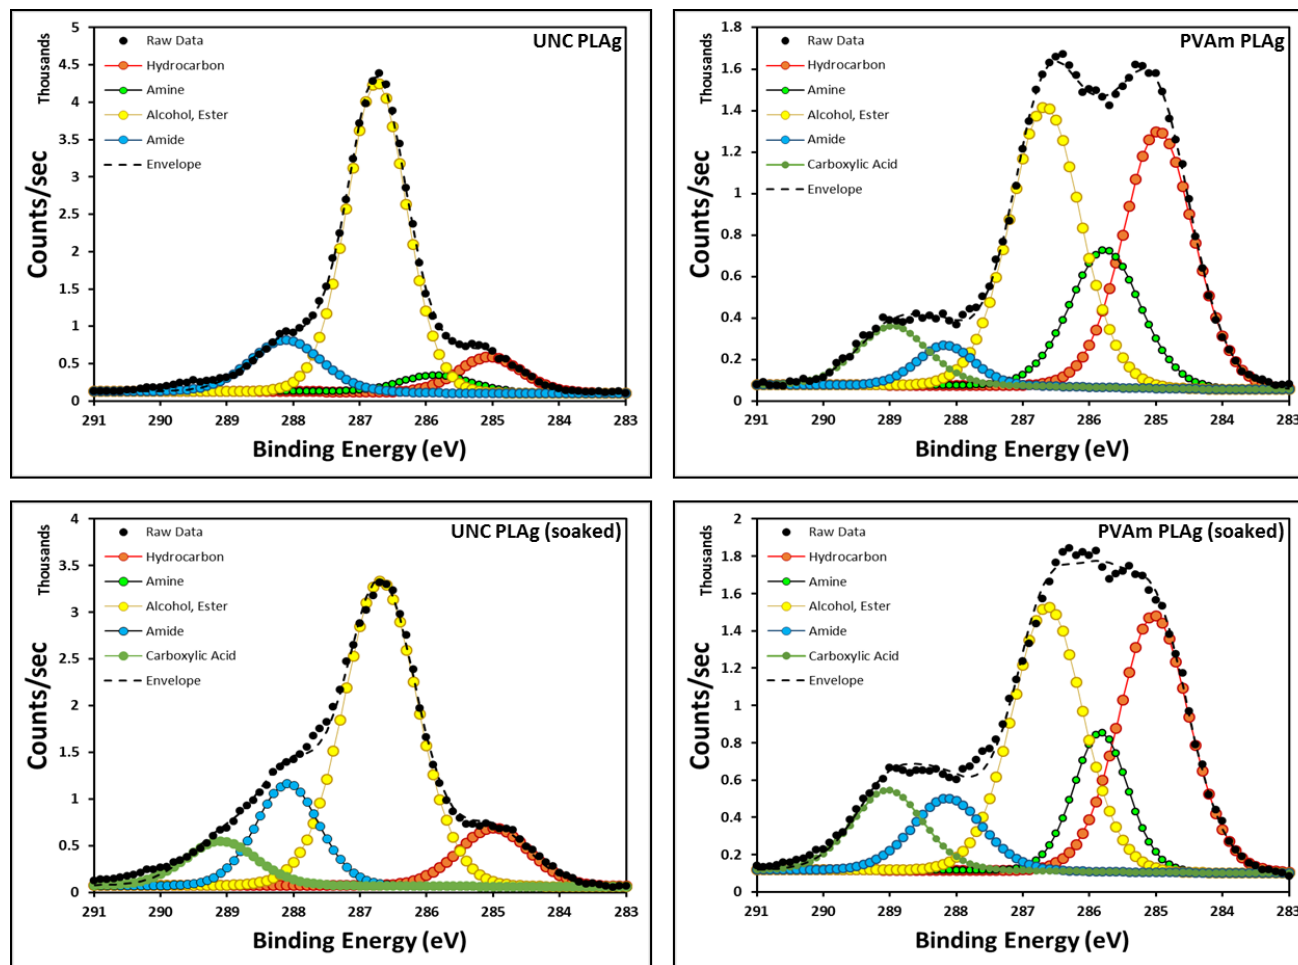 UNC PLAg
Thousands
Counts/sec
5
4.5
4
3.5
3
2.5
2
1.5
1
0.5
0
Raw Data
Hydrocarbon
Amine
Alcohol, Ester
Amide
Envelope
291 290 289 288 287 286 285 284 283
Binding Energy (eV)
PVAm PLAg
Thousands
Counts/sec
1.8
1.6
1.4
1.2
1
0.8
0.6
0.4
0.2
0
Raw Data
Hydrocarbon
Amine
Alcohol, Ester
Amide
Carboxylic Acid
Envelope
291 290 289 288 287 286 285 284 283
Binding Energy (eV)
UNC PLAg (soaked)
Thousands
Counts/sec
4
3.5
3
2.5
2
1.5
1
0.5
0
Raw Data
Hydrocarbon
Amine
Alcohol, Ester
Amide
Carboxylic Acid
Envelope
291 290 289 288 287 286 285 284 283
Binding Energy (eV)
PVAm PLAg (soaked)
Thousands
Counts/sec
2
1.8
1.6
1.4
1.2
1
0.8
0.6
0.4
0.2
0
Raw Data
Hydrocarbon
Amine
Alcohol, Ester
Amide
Carboxylic Acid
Envelope
291 290 289 288 287 286 285 284 283
Binding Energy (eV)